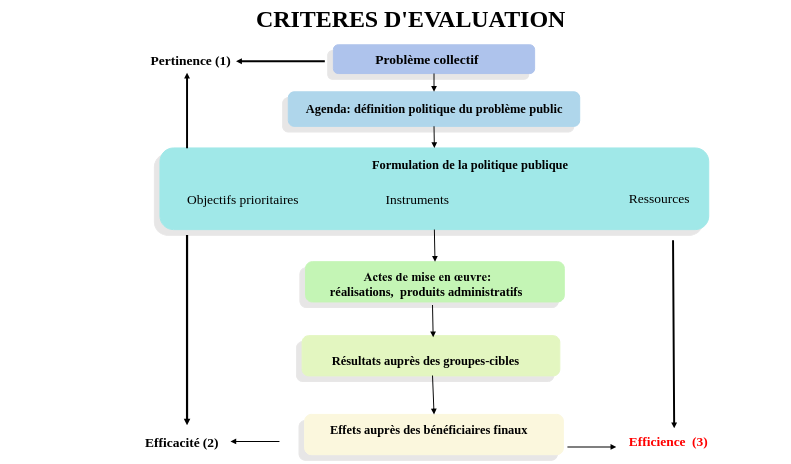 CRITERES D'EVALUATION
Pertinence (1)
Problème collectif
Agenda: définition politique du problème public
Formulation de la politique publique
Objectifs prioritaires
Instruments
Ressources
Actes de mise en œuvre:
réalisations,  produits administratifs
Résultats auprès des groupes-cibles
Effets auprès des bénéficiaires finaux
Efficacité (2)
Efficience  (3)